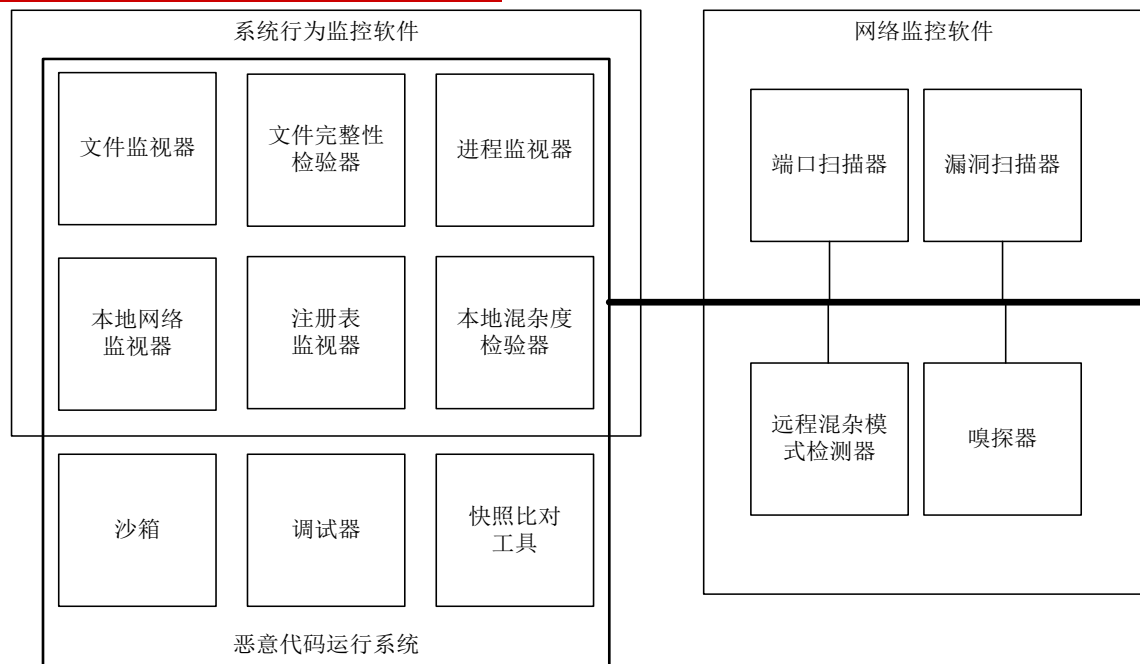 系统行为监控软件
网络监控软件
文件监视器
文件完整性
检验器
进程监视器
端口扫描器
漏洞扫描器
本地网络
监视器
注册表
监视器
本地混杂度
检验器
远程混杂模
式检测器
嗅探器
沙箱
调试器
快照比对
工具
恶意代码运行系统